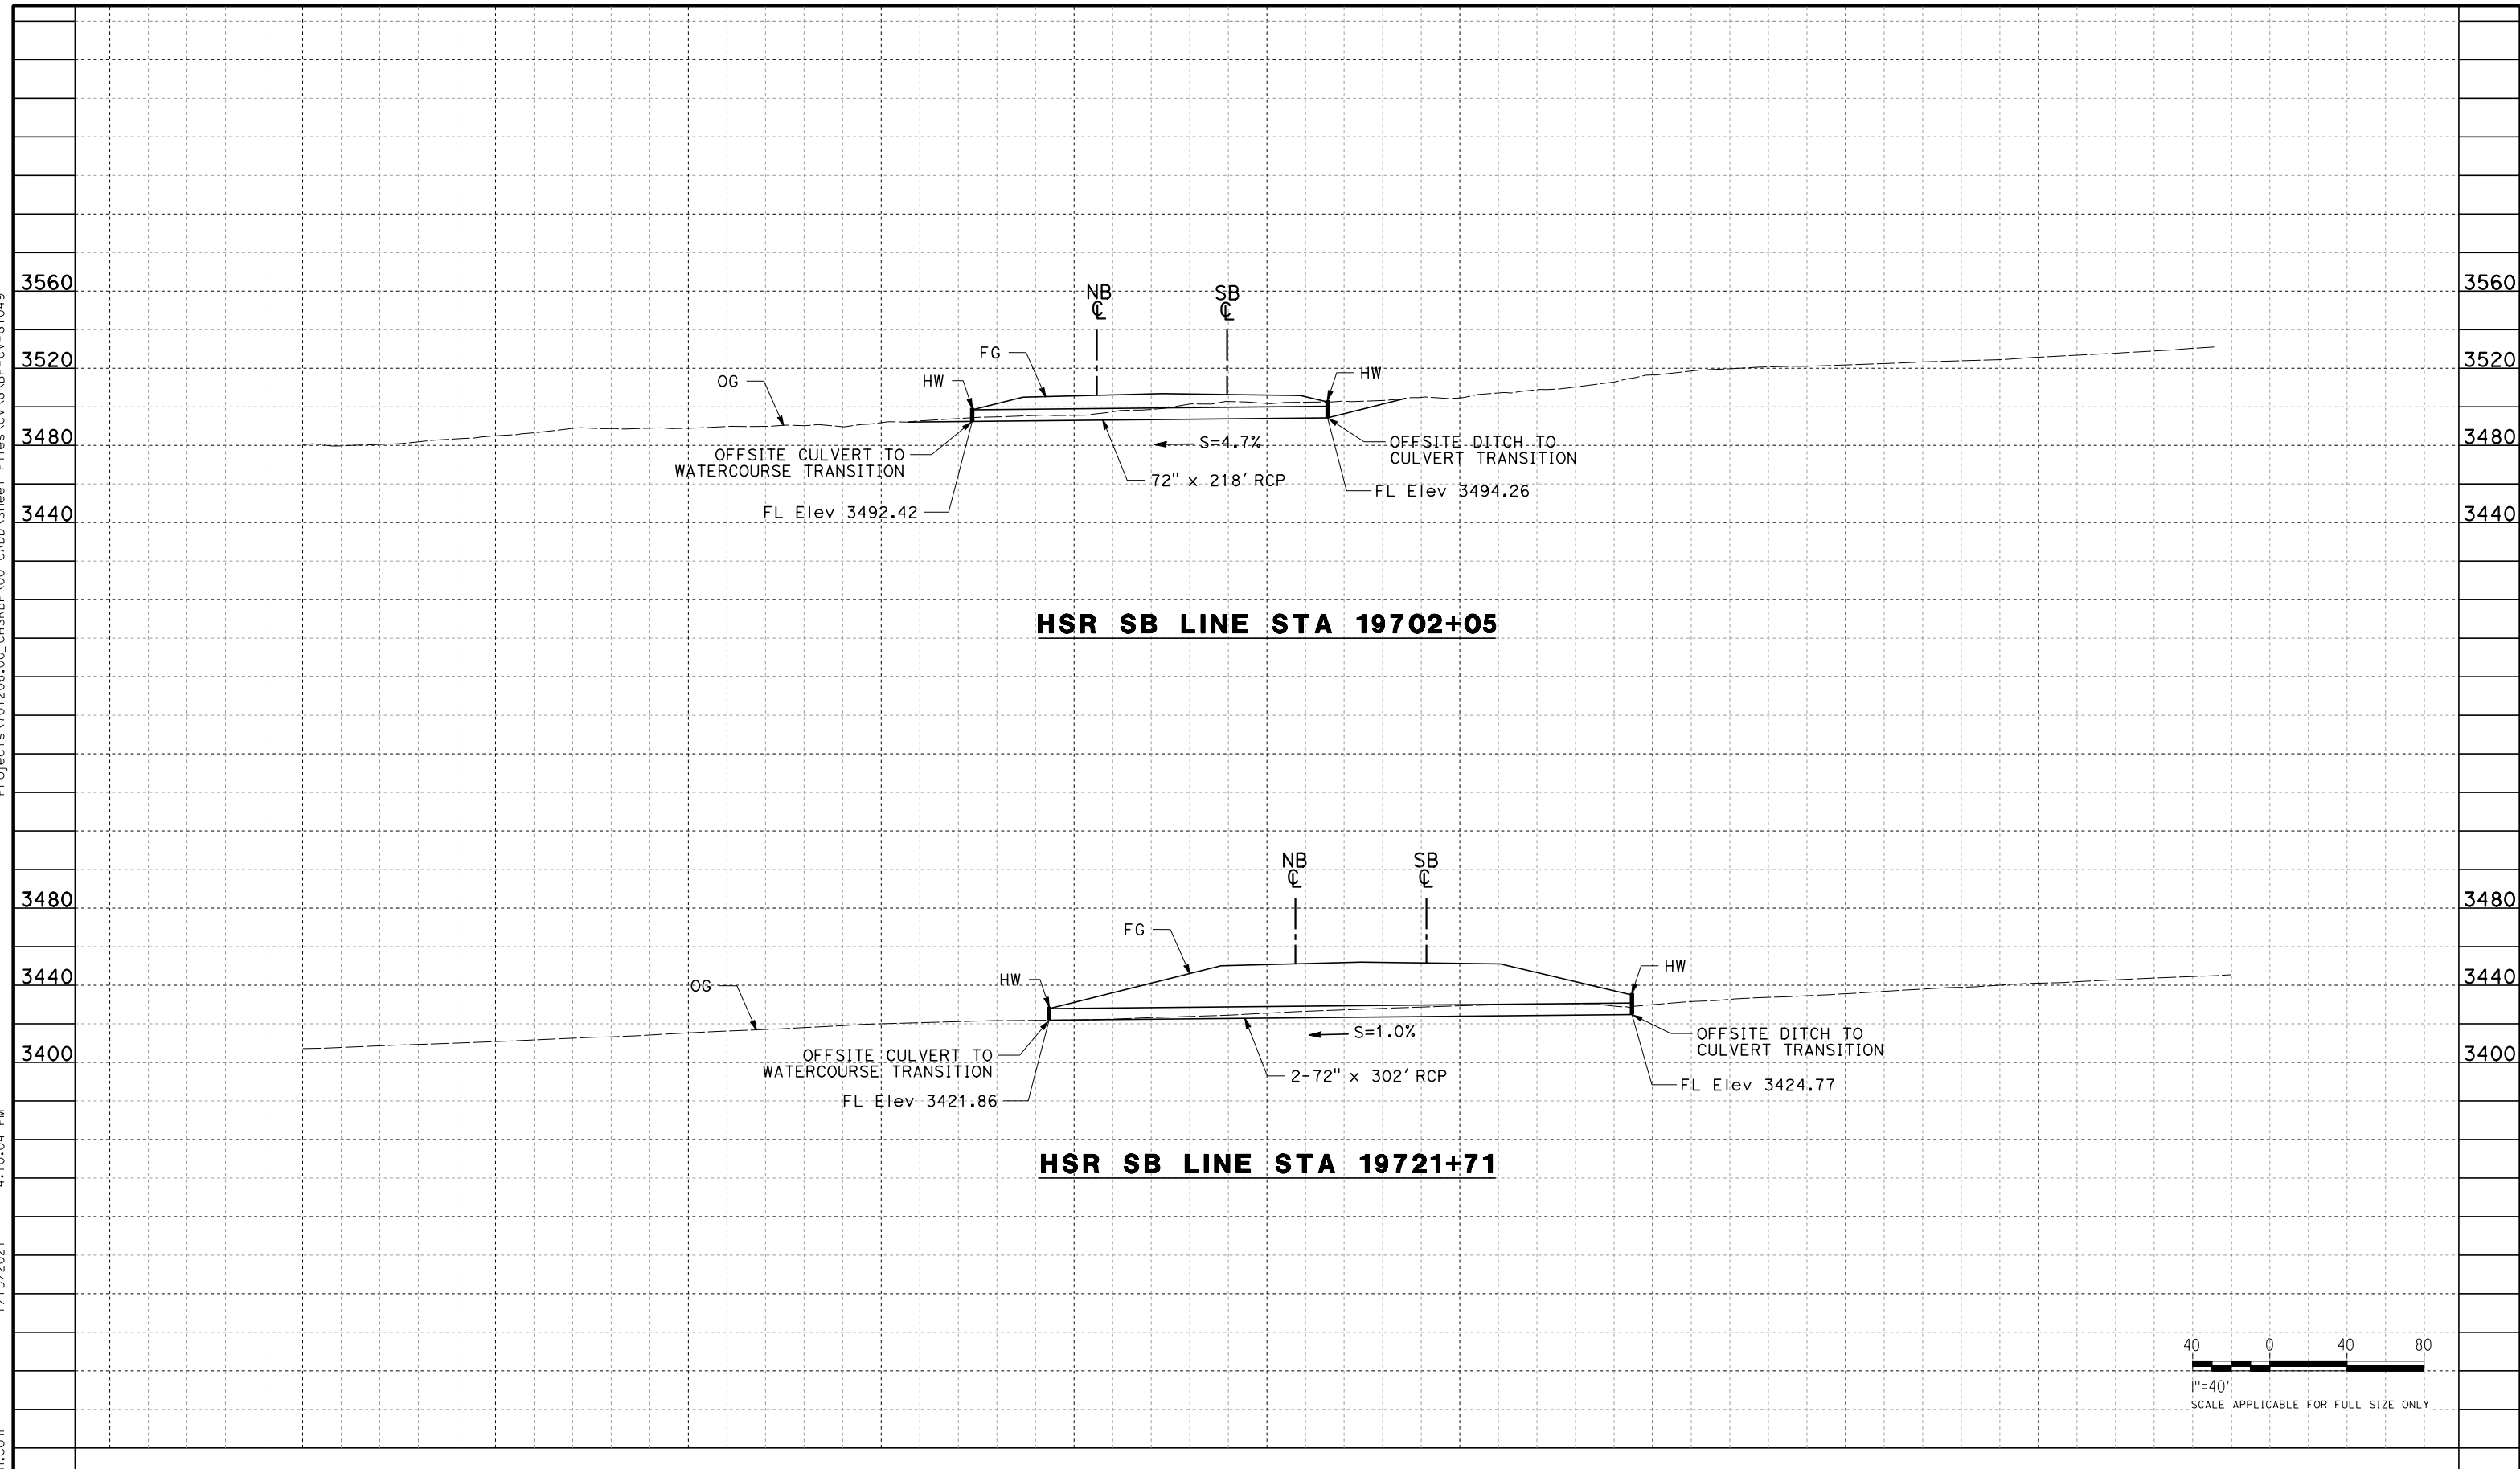 3560
3560
NB
SB
℄
℄
3520
3520
FG
HW
HW
OG
3480
3480
OFFSITE CULVERT TO
WATERCOURSE TRANSITION
S=4.7%
OFFSITE DITCH TO
CULVERT TRANSITION
72" x 218' RCP
FL Elev 3494.26
FL Elev 3492.42
3440
3440
HSR SB LINE STA 19702+05
NB
SB
℄
℄
3480
3480
FG
HW
HW
OG
3440
3440
OFFSITE CULVERT TO
WATERCOURSE TRANSITION
S=1.0%
OFFSITE DITCH TO
CULVERT TRANSITION
3400
3400
2-72" x 302' RCP
FL Elev 3424.77
FL Elev 3421.86
HSR SB LINE STA 19721+71
40 0 40 80
1"=40'
SCALE APPLICABLE FOR FULL SIZE ONLY